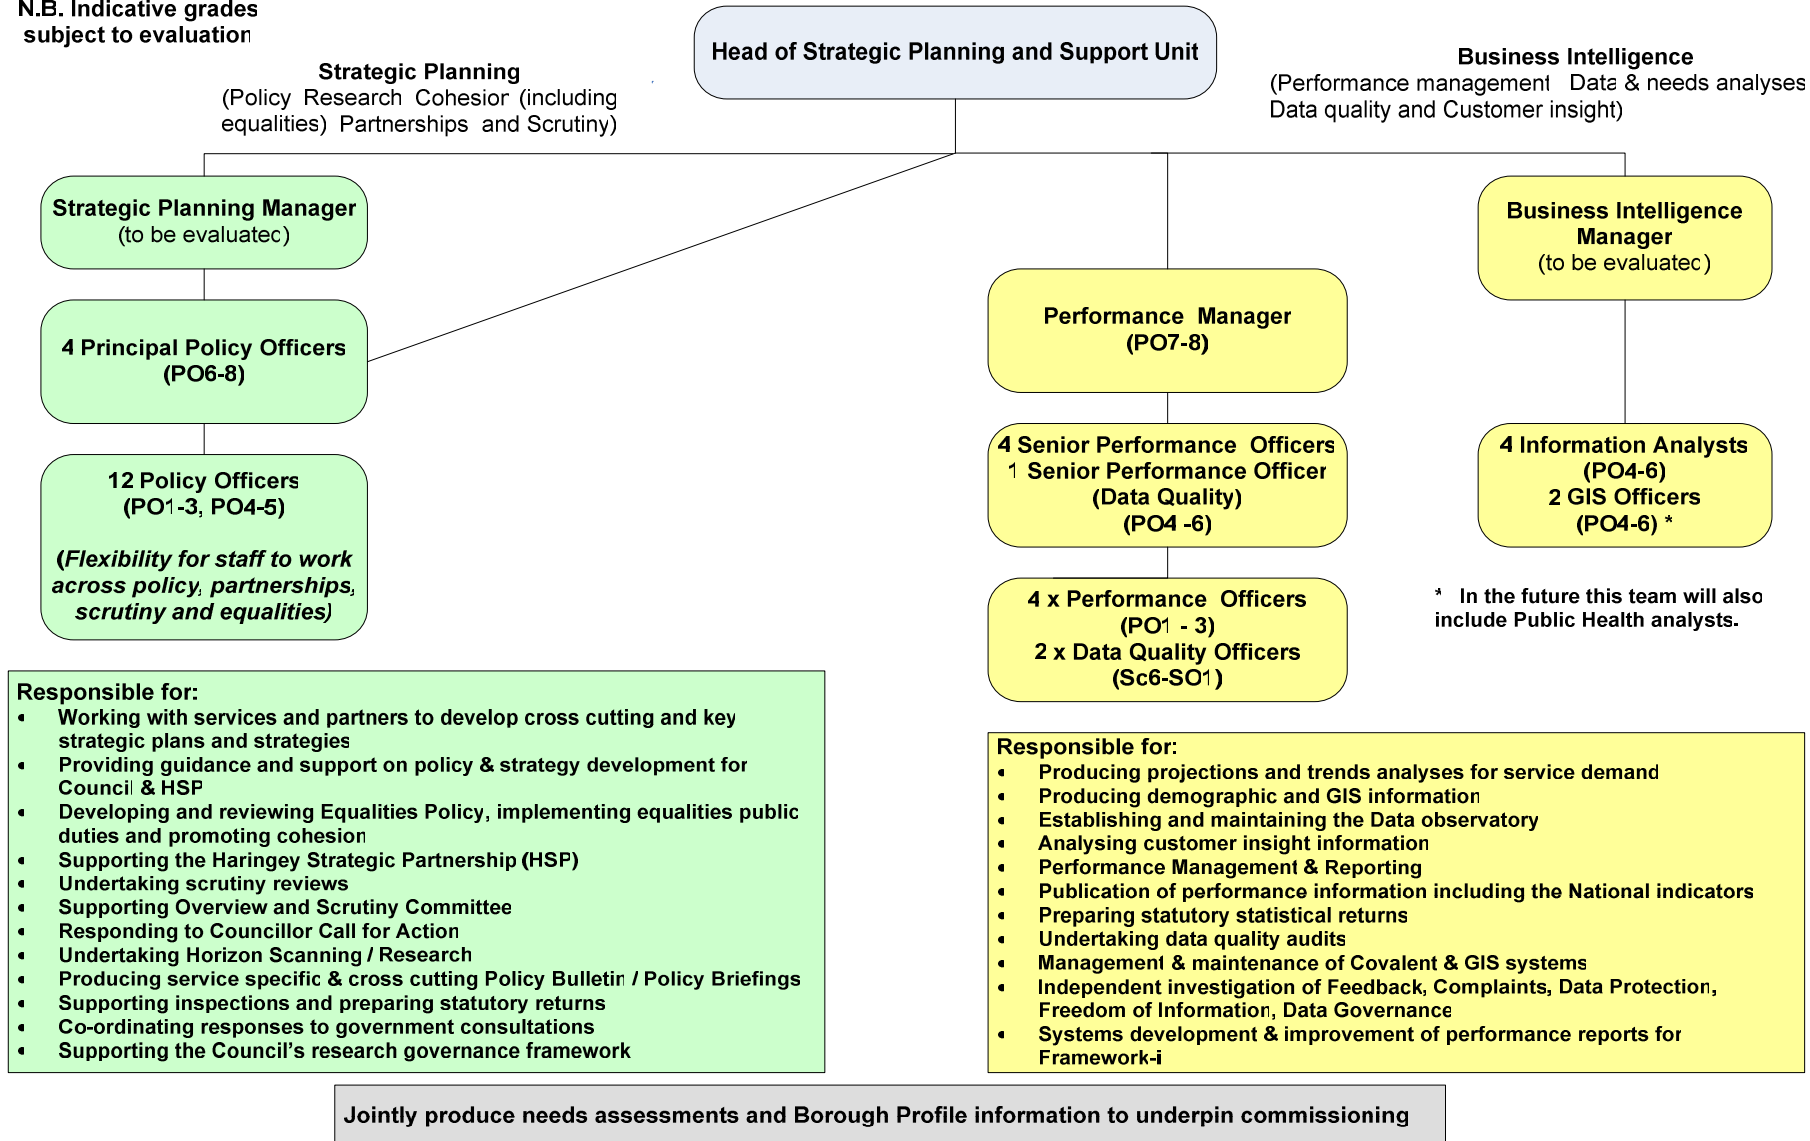 N.B. Indicative grades
subject to evaluation
Head of Strategic Planning and Support Unit
Strategic Planning
(Policy Research Cohesion (including
equalities) Partnerships and Scrutiny)
Business Intelligence
(Performance management Data & needs analyses
Data quality and Customer insight)
Strategic Planning Manager
(to be evaluated)
4 Principal Policy Officers
(PO6-8)
12 Policy Officers
(PO1-3, PO4-5)
(Flexibility for staff to work
across policy, partnerships,
scrutiny and equalities)
Performance Manager
(PO7-8)
4 Senior Performance Officers
1 Senior Performance Officer
(Data Quality)
(PO4 -6)
4 x Performance Officers
(PO1 - 3)
2 x Data Quality Officers
(Sc6-SO1)
Business Intelligence
Manager
(to be evaluated)
4 Information Analysts
(PO4-6)
2 GIS Officers
(PO4-6) *
* In the future this team will also
include Public Health analysts.
Responsible for:
• Working with services and partners to develop cross cutting and key
strategic plans and strategies
• Providing guidance and support on policy & strategy development for
Council & HSP
• Developing and reviewing Equalities Policy, implementing equalities public
duties and promoting cohesion
• Supporting the Haringey Strategic Partnership (HSP)
• Undertaking scrutiny reviews
• Supporting Overview and Scrutiny Committee
• Responding to Councillor Call for Action
• Undertaking Horizon Scanning / Research
• Producing service specific & cross cutting Policy Bulletin / Policy Briefings
• Supporting inspections and preparing statutory returns
• Co-ordinating responses to government consultations
• Supporting the Council's research governance framework
Responsible for:
• Producing projections and trends analyses for service demand
• Producing demographic and GIS information
• Establishing and maintaining the Data observatory
• Analysing customer insight information
• Performance Management & Reporting
• Publication of performance information including the National indicators
• Preparing statutory statistical returns
• Undertaking data quality audits
• Management & maintenance of Covalent & GIS systems
• Independent investigation of Feedback, Complaints, Data Protection,
Freedom of Information, Data Governance
• Systems development & improvement of performance reports for
Framework-i
Jointly produce needs assessments and Borough Profile information to underpin commissioning